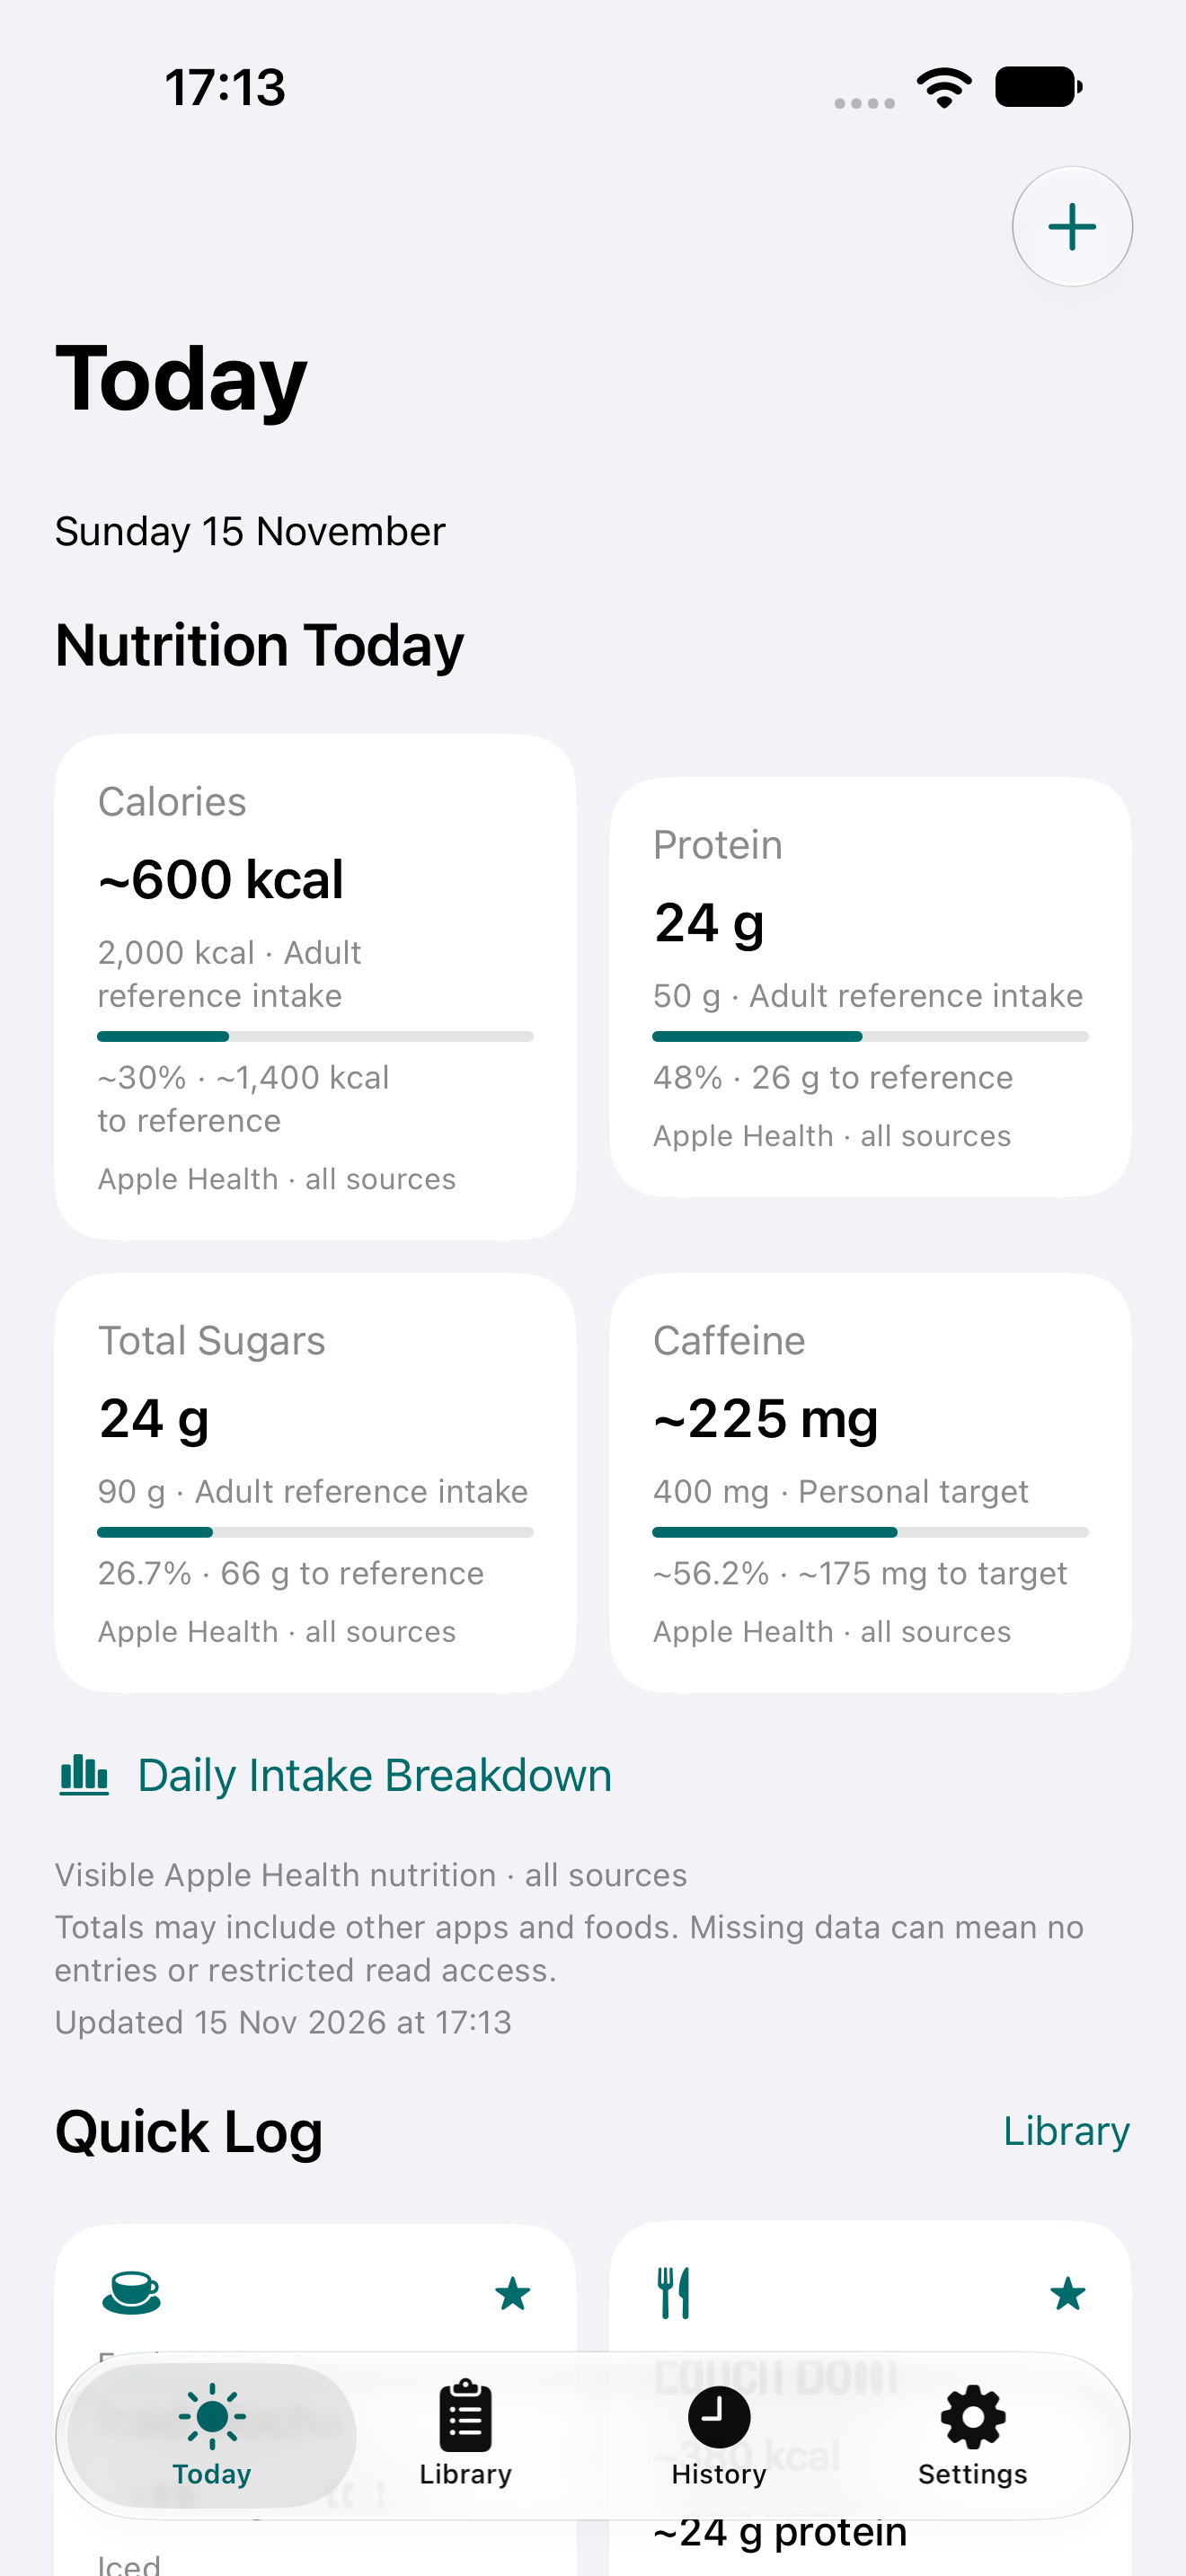 17:13
Today
Sunday 15 November
Nutrition Today
Calories
~600 kcal
2,000 kcal · Adult
reference intake
~30% · ~1,400 kcal
to reference
Apple Health · all sources
Protein
24 g
50 g · Adult reference intake
48% · 26 g to reference
Apple Health · all sources
Total Sugars
24 g
90 g · Adult reference intake
26.7% · 66 g to reference
Apple Health · all sources
Caffeine
~225 mg
400 mg · Personal target
~56.2% · ~175 mg to target
Apple Health · all sources
Daily Intake Breakdown
Visible Apple Health nutrition · all sources
Totals may include other apps and foods. Missing data can mean no
entries or restricted read access.
Updated 15 Nov 2026 at 17:13
Quick Log
Library
~380 kcal
~24 g protein
Iced
Today
Library
History
Settings